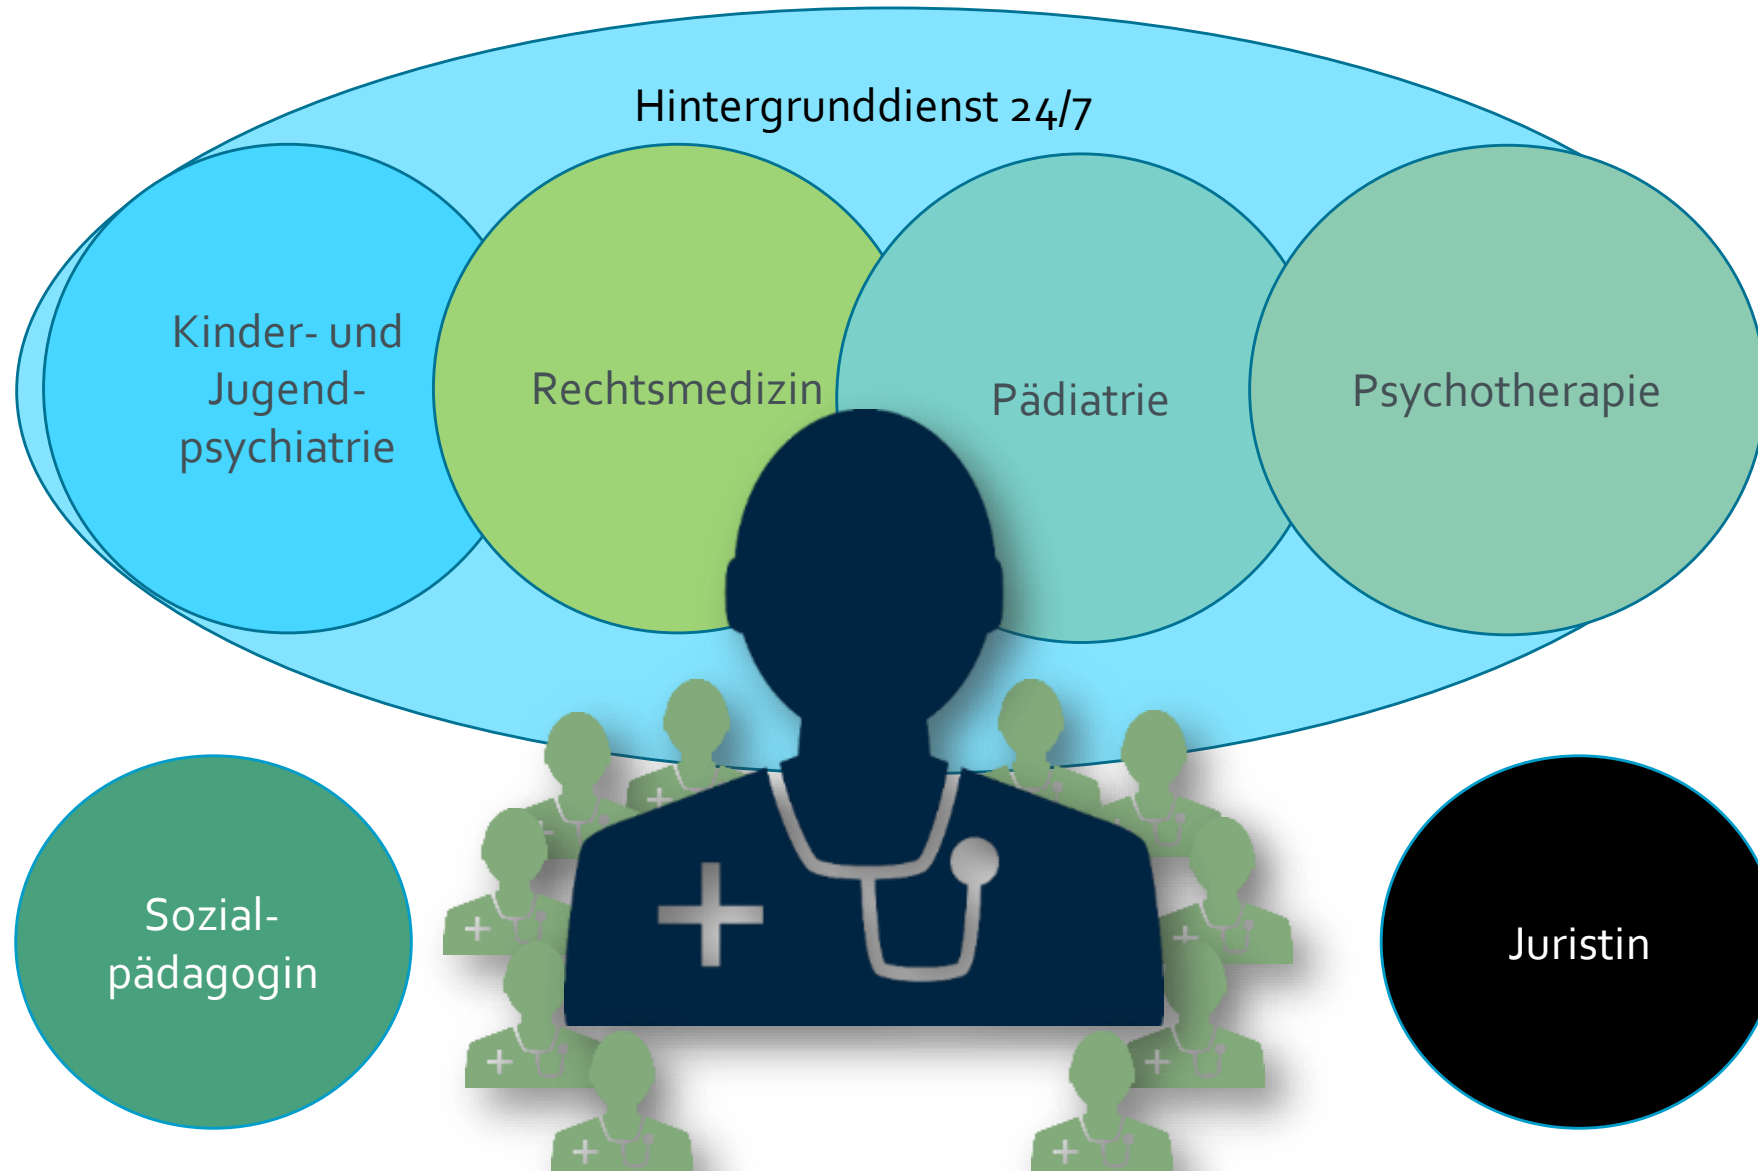 Hintergrunddienst 24/7
Kinder- und
Jugend-
psychiatrie
Rechtsmedizin
Pädiatrie
Psychotherapie
Sozial-
pädagogin
Juristin